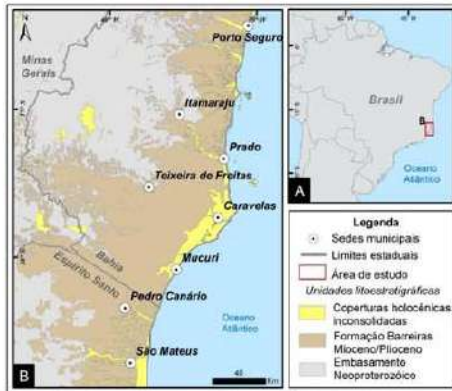 Porto Seguro
Minas
Gerais
Itamaraju
Prado
Teixeira de Freitas
Caravelas
Bahia
Espírito Santo
Mucuri
Pedro Canário
Oceano
Atlântico
São Mateus
B
40
Km
Brasil
B
Oceano
Atlântico
A
Legenda
Sedes municipais
Limites estaduais
Área de estudo
Unidades litoestratigráficas
Coberturas holocênicas
inconsolidadas
Formação Barreiras
Mioceno/Plioceno
Embasamento
Neoproterozóico